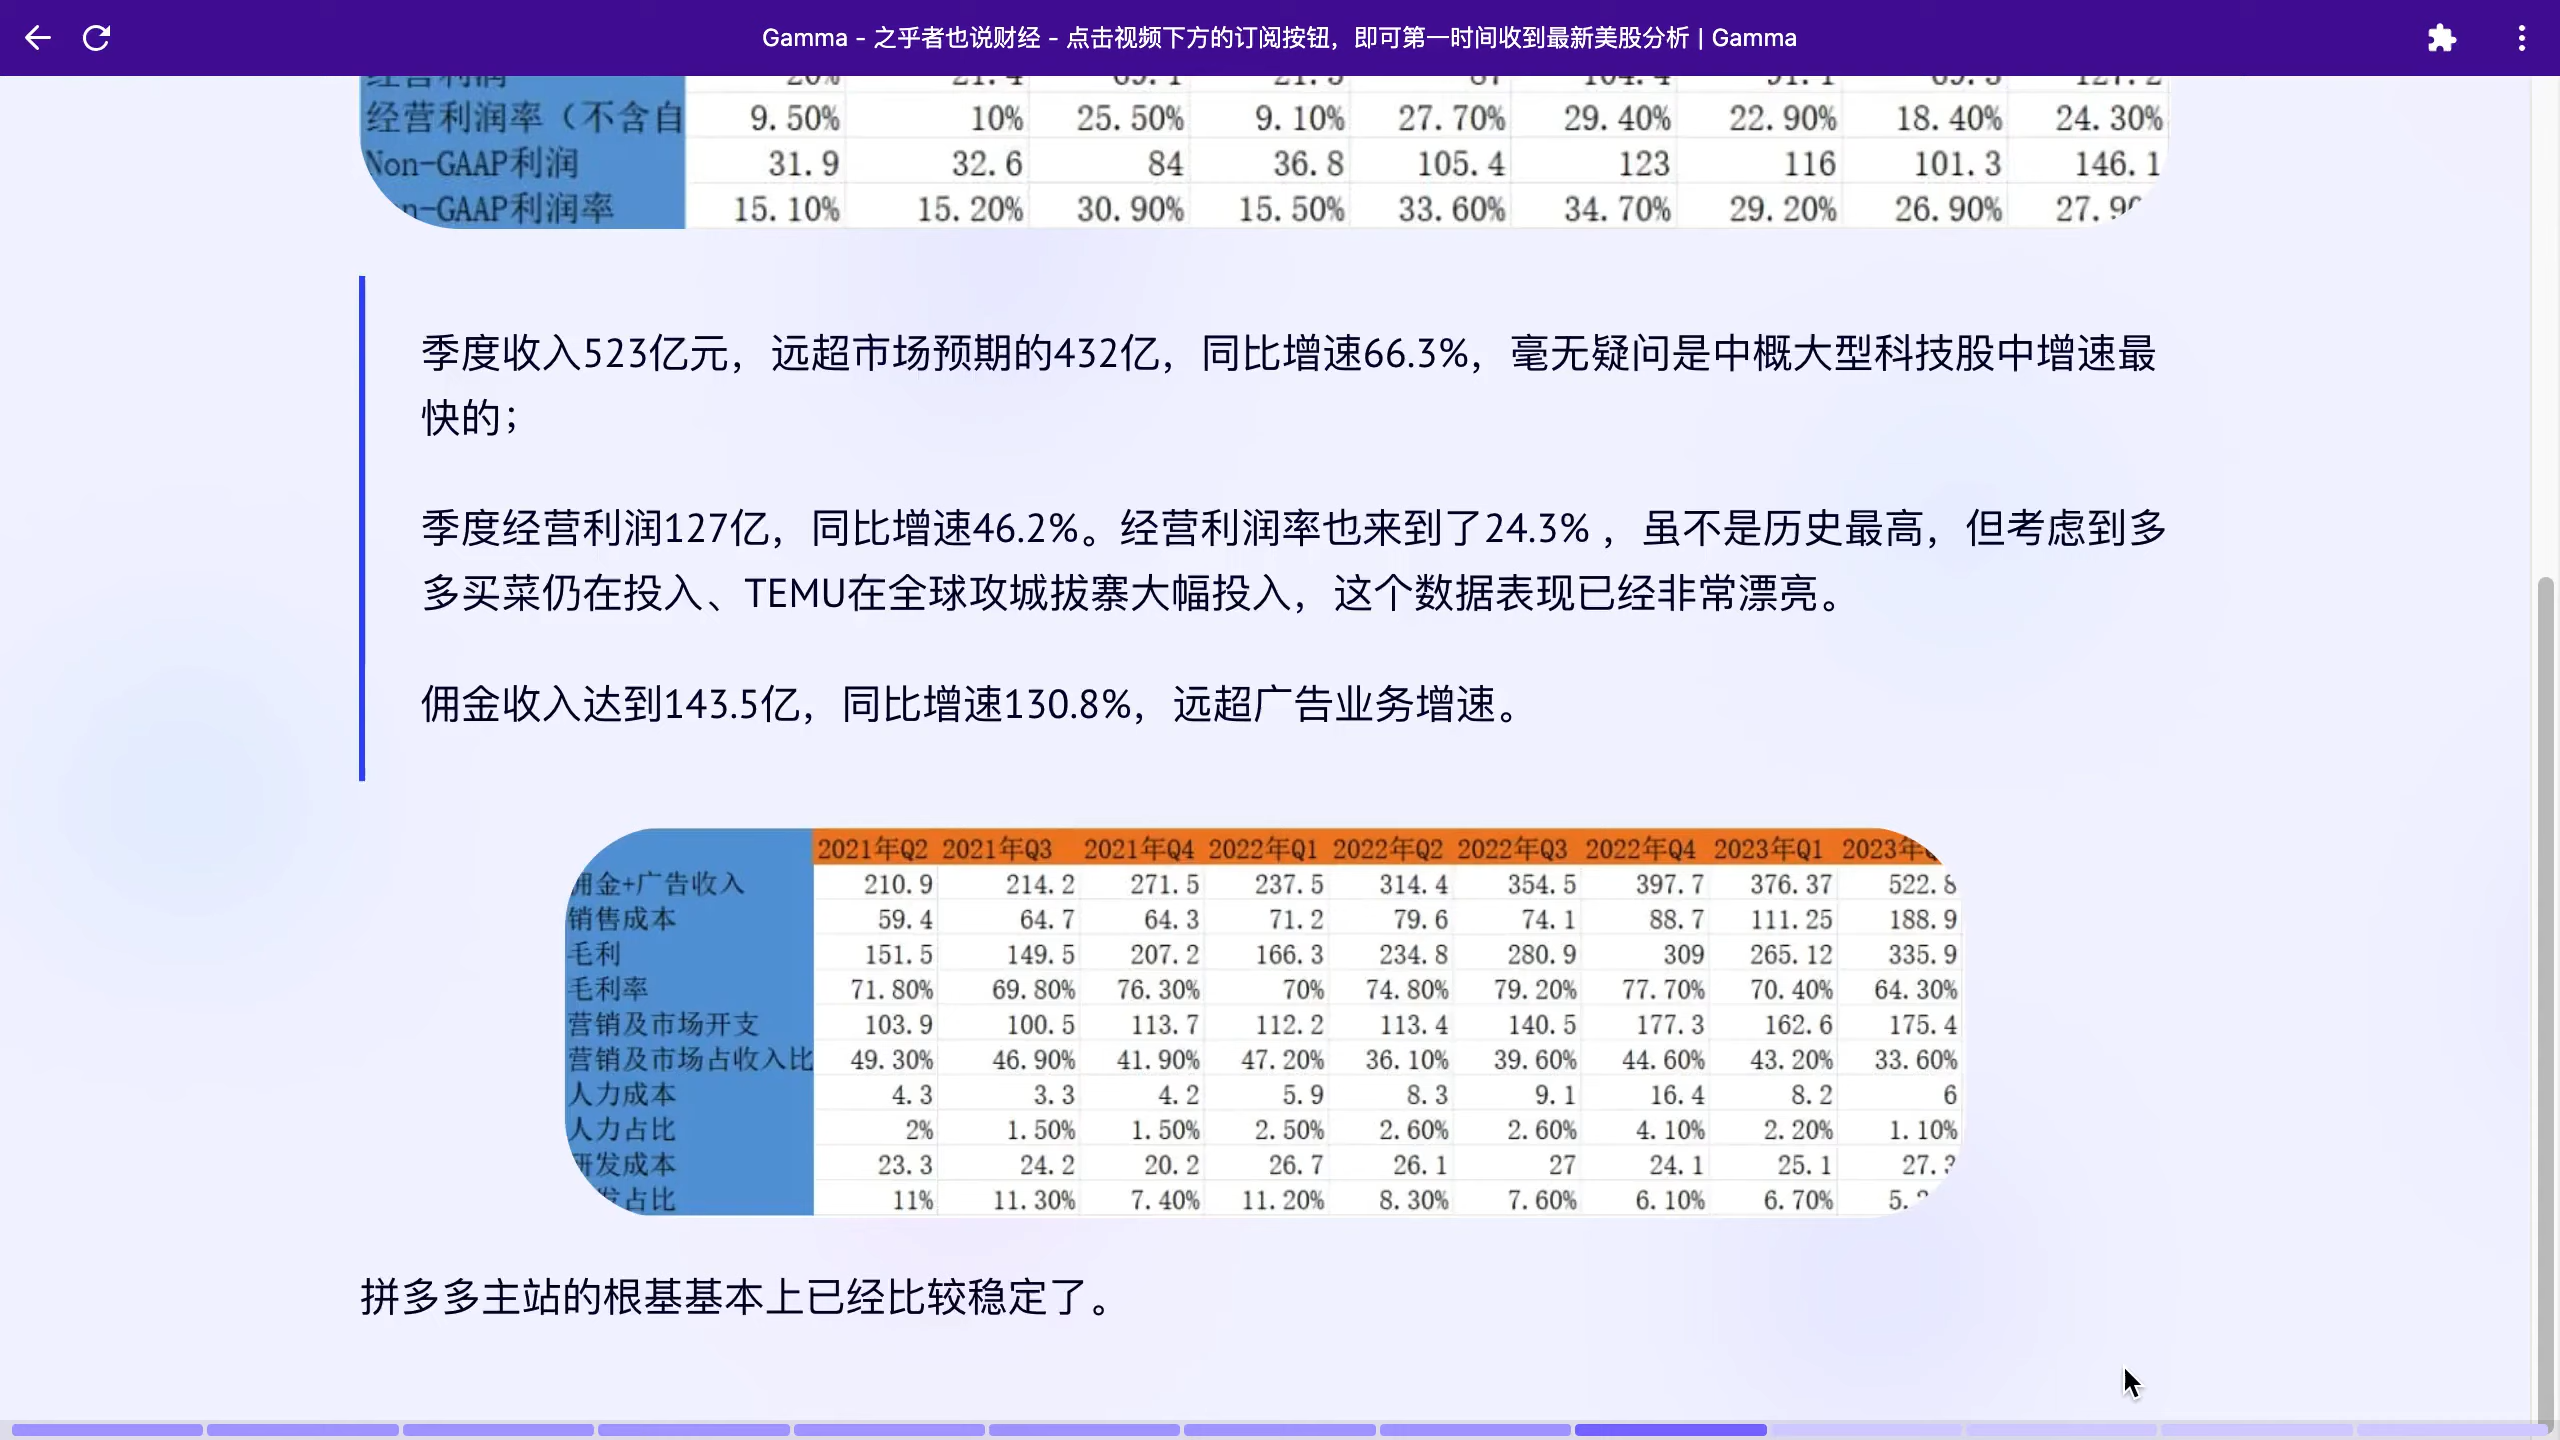 Gamma - 之乎者也说财经 - 点击视频下方的订阅按钮，即可第一时间收到最新美股分析 | Gamma
经营利润率（不含自 9.50% 10% 25.50% 9.10% 27.70% 29.40% 22.90% 18.40% 24.30%
Non-GAAP利润 31.9 32.6 84 36.8 105.4 123 116 101.3 146.1
n-GAAP利润率 15.10% 15.20% 30.90% 15.50% 33.60% 34.70% 29.20% 26.90%
季度收入523亿元，远超市场预期的432亿，同比增速66.3%，毫无疑问是中概大型科技股中增速最
快的；
季度经营利润127亿，同比增速46.2%。经营利润率也来到了24.3% ，虽不是历史最高，但考虑到多
多买菜仍在投入、TEMU在全球攻城拔寨大幅投入，这个数据表现已经非常漂亮。
佣金收入达到143.5亿，同比增速130.8%，远超广告业务增速。
2021年Q2 2021年Q3 2021年Q4 2022年Q1 2022年Q2 2022年Q3 2022年Q4 2023年Q1 2023年
佣金+广告收入 210.9 214.2 271.5 237.5 314.4 354.5 397.7 376.37 522.8
销售成本 59.4 64.7 64.3 71.2 79.6 74.1 88.7 111.25 188.9
毛利 151.5 149.5 207.2 166.3 234.8 280.9 309 265.12 335.9
毛利率 71.80% 69.80% 76.30% 70% 74.80% 79.20% 77.70% 70.40% 64.30%
营销及市场开支 103.9 100.5 113.7 112.2 113.4 140.5 177.3 162.6 175.4
营销及市场占收入比 49.30% 46.90% 41.90% 47.20% 36.10% 39.60% 44.60% 43.20% 33.60%
人力成本 4.3 3.3 4.2 5.9 8.3 9.1 16.4 8.2 6
人力占比 2% 1.50% 1.50% 2.50% 2.60% 2.60% 4.10% 2.20% 1.10%
研发成本 23.3 24.2 20.2 26.7 26.1 27 24.1 25.1 27.3
发占比 11% 11.30% 7.40% 11.20% 8.30% 7.60% 6.10% 6.70%
拼多多主站的根基基本上已经比较稳定了。